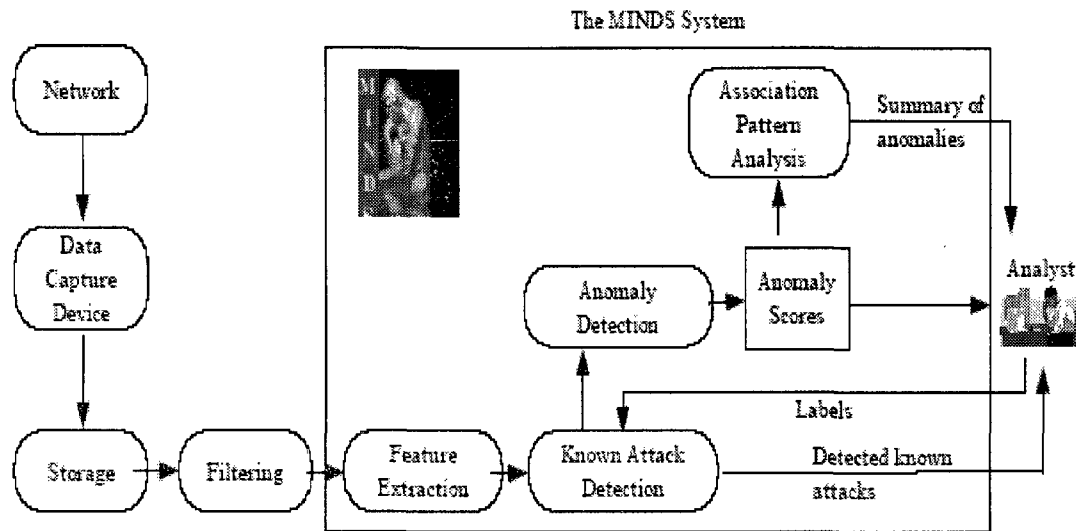 The MINDS System
Network
Data
Capture
Device
Storage
Filtering
M
I
N
D
Feature
Extraction
Known Attack
Detection
Anomaly
Detection
Anomaly
Scores
Association
Pattern
Analysis
Summary of
anomalies
Analyst
Labels
Detected known
attacks